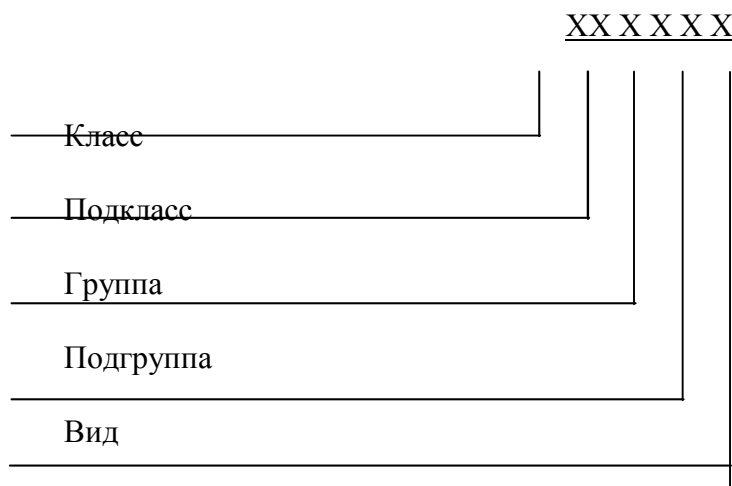 XX X X X X
Класс
Подкласс
Группа
Подгруппа
Вид